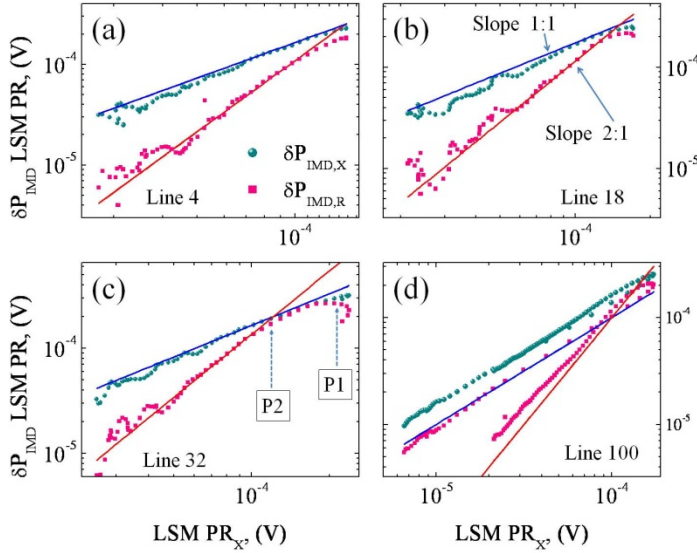 (a)
10⁻⁴
10⁻⁵
δP_IMD LSM PR, (V)
δP_IMD,X
δP_IMD,R
Line 4
10⁻⁴
(b)
Slope 1:1
Slope 2:1
10⁻⁴
10⁻⁵
Line 18
10⁻⁴
(c)
10⁻⁴
10⁻⁵
δP_IMD LSM PR, (V)
P2
P1
Line 32
10⁻⁴
LSM PR_X, (V)
(d)
10⁻⁴
10⁻⁵
Line 100
10⁻⁵
10⁻⁴
LSM PR_X, (V)